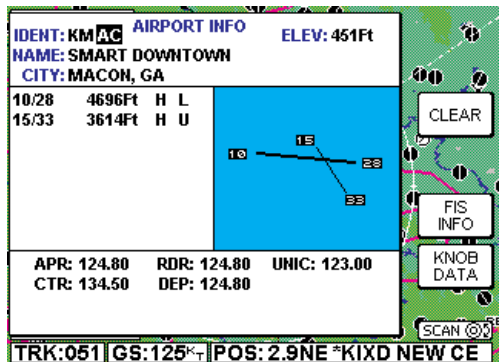 AIRPORT INFO
IDENT: KMAC ELEV: 451Ft
NAME: SMART DOWNTOWN
CITY: MACON, GA
10/28 4696Ft H L
15/33 3614Ft H U
15
10
28
33
CLEAR
FIS
INFO
KNOB
DATA
APR: 124.80 RDR: 124.80 UNIC: 123.00
CTR: 134.50 DEP: 124.80
SCAN
TRK:051 GS:125KT POS: 2.9NE *KIXD NEW CE